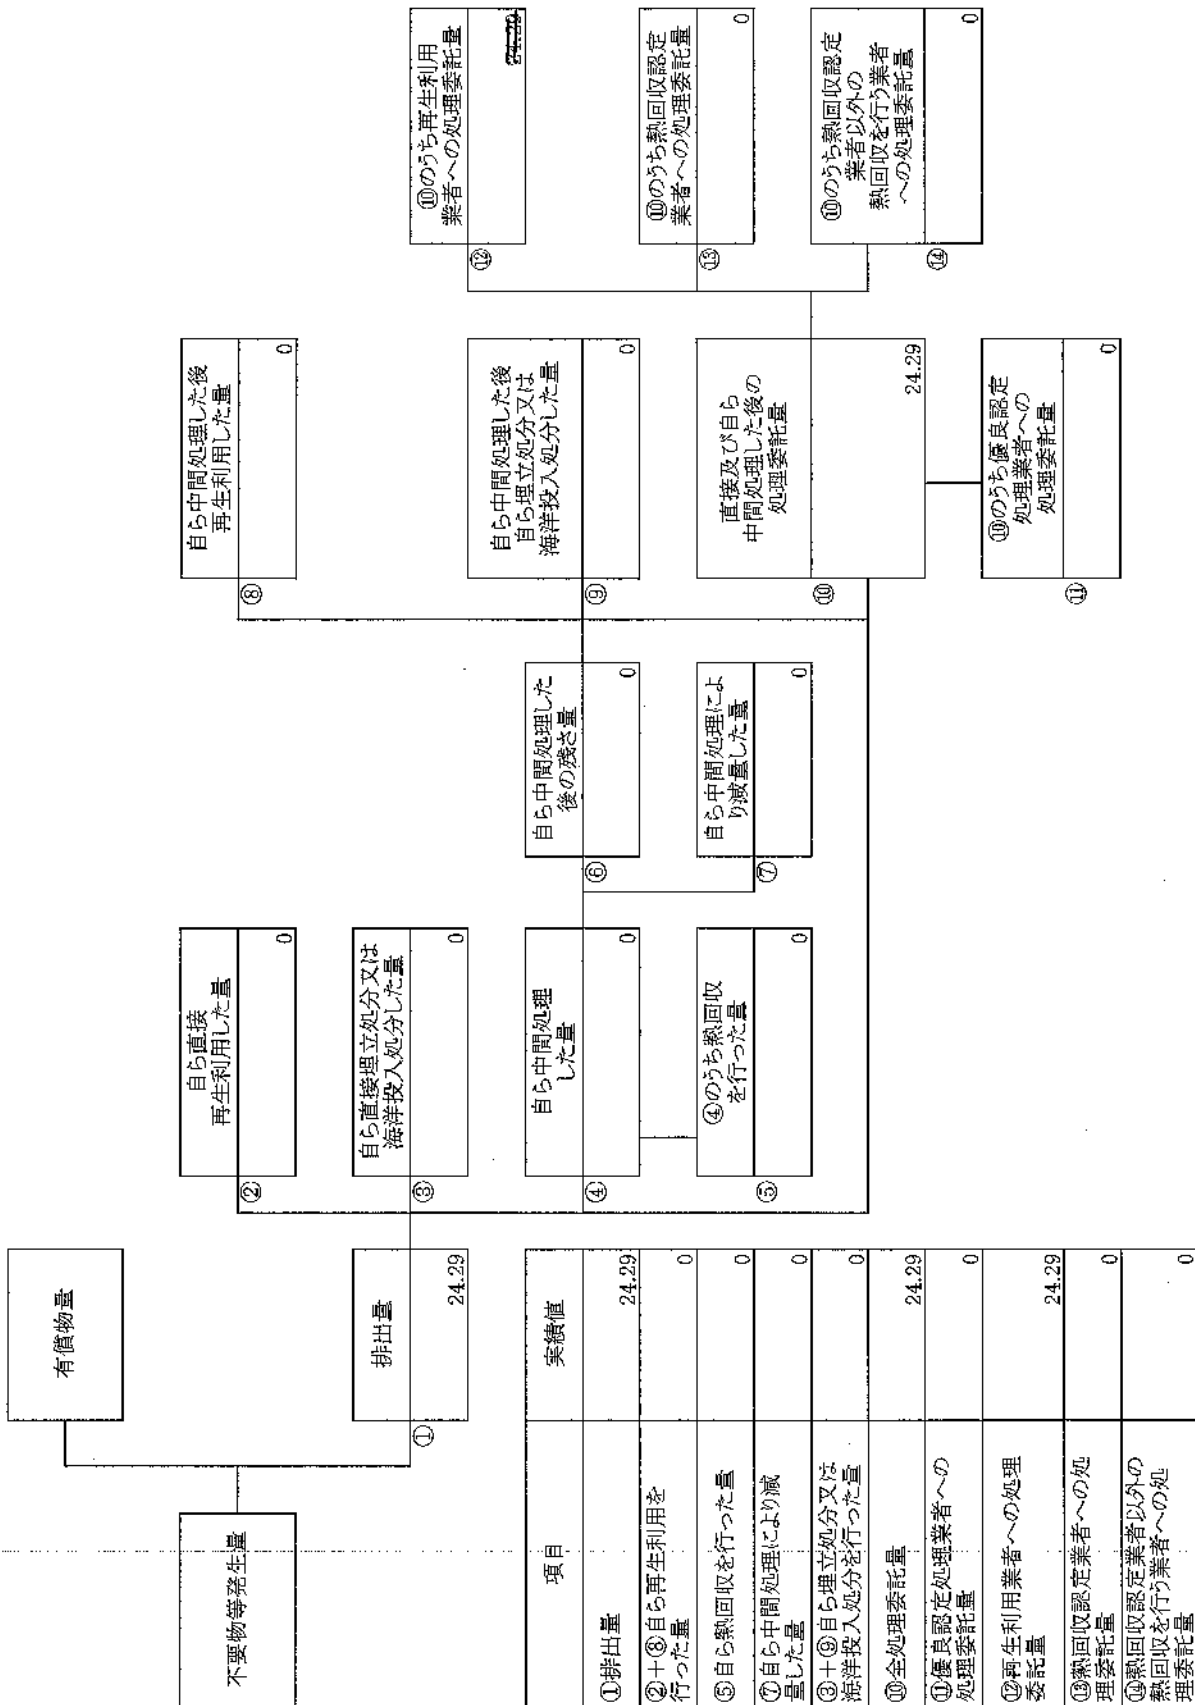 不要物等発生量
有償物量
①
排出量
24.29
②
自ら直接
再生利用した量
0
③
自ら直接埋立処分又は
海洋投入処分した量
0
④
自ら中間処理
した量
0
⑤
④のうち熱回収
を行った量
0
⑥
自ら中間処理した
後の残さ量
0
⑦
自ら中間処理によ
り減量した量
0
⑧
自ら中間処理した後
再生利用した量
0
⑨
自ら中間処理した後
自ら埋立処分又は
海洋投入処分した量
0
⑩
直接及び自ら
中間処理した後の
処理委託量
24.29
⑪
⑩のうち優良認定
処理業者への
処理委託量
0
⑫
⑩のうち再生利用
業者への処理委託量
24.29
⑬
⑩のうち熱回収認定
業者への処理委託量
0
⑭
⑩のうち熱回収認定
業者以外の
熱回収を行う業者
への処理委託量
0
項目 実績値
①排出量 24.29
②+⑧自ら再生利用を
行った量 0
⑤自ら熱回収を行った量 0
⑦自ら中間処理により減
量した量 0
③+⑨自ら埋立処分又は
海洋投入処分を行った量 0
⑩全処理委託量 24.29
⑪優良認定処理業者への
処理委託量 0
⑫再生利用業者への処理
委託量 24.29
⑬熱回収認定業者への処
理委託量 0
⑭熱回収認定業者以外の
熱回収を行う業者への処
理委託量 0